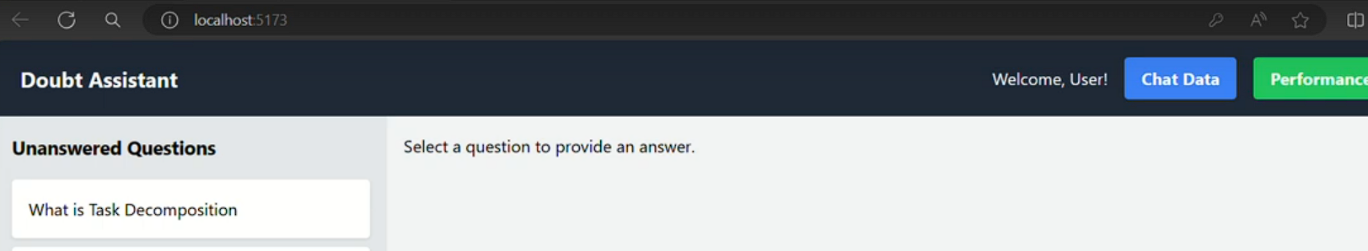 localhost:5173
Doubt Assistant
Welcome, User!
Chat Data
Performance
Unanswered Questions
Select a question to provide an answer.
What is Task Decomposition